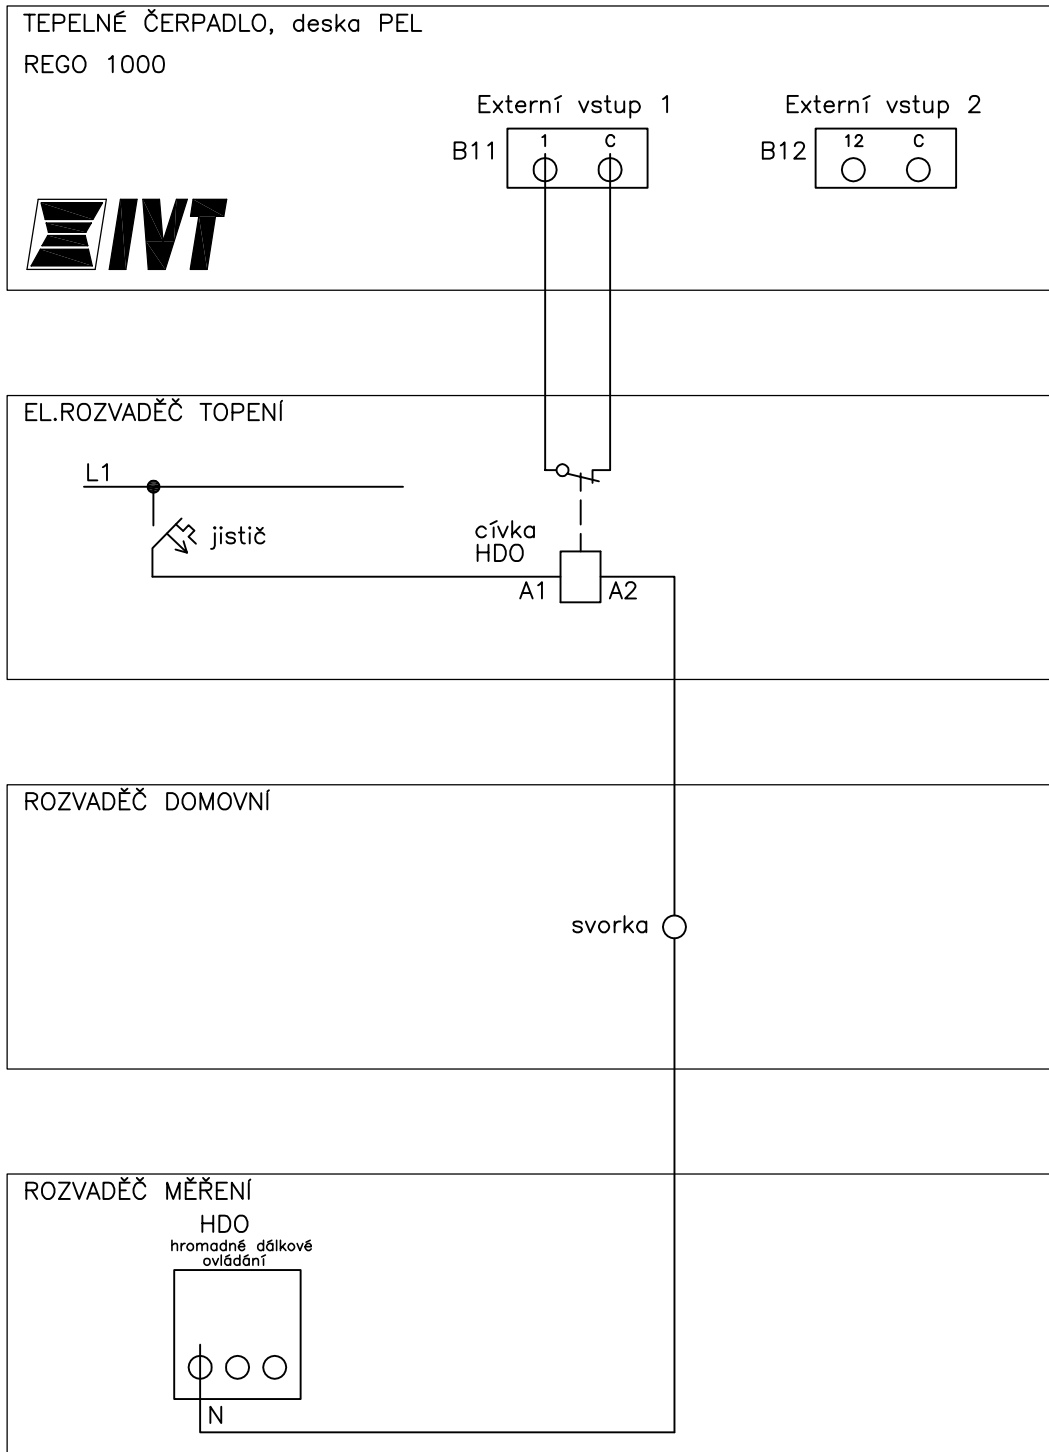 TEPELNÉ ČERPADLO, deska PEL
REGO 1000
Externí vstup 1
Externí vstup 2
B11
1
C
B12
12
C
IVT
EL.ROZVADĚČ TOPENÍ
L1
jistič
cívka
HDO
A1
A2
ROZVADĚČ DOMOVNÍ
svorka
ROZVADĚČ MĚŘENÍ
HDO
hromadné dálkové
ovládání
N